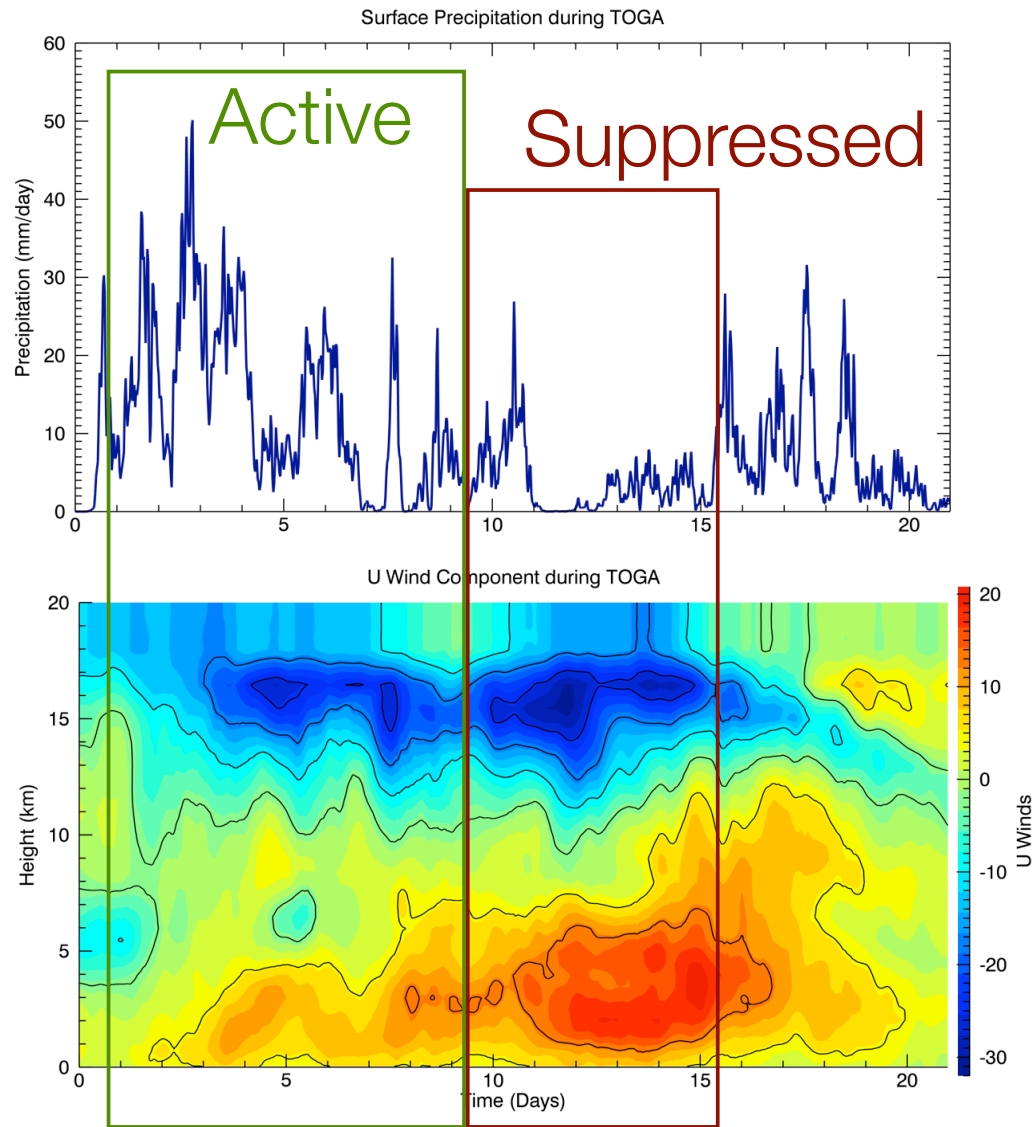 Surface Precipitation during TOGA
60
50
40
30
20
10
0
Precipitation (mm/day)
Active
Suppressed
0 5 10 15 20
U Wind Component during TOGA
20
15
10
5
0
Height (km)
0 5 10 15 20
Time (Days)
20
10
0
-10
-20
-30
U Winds